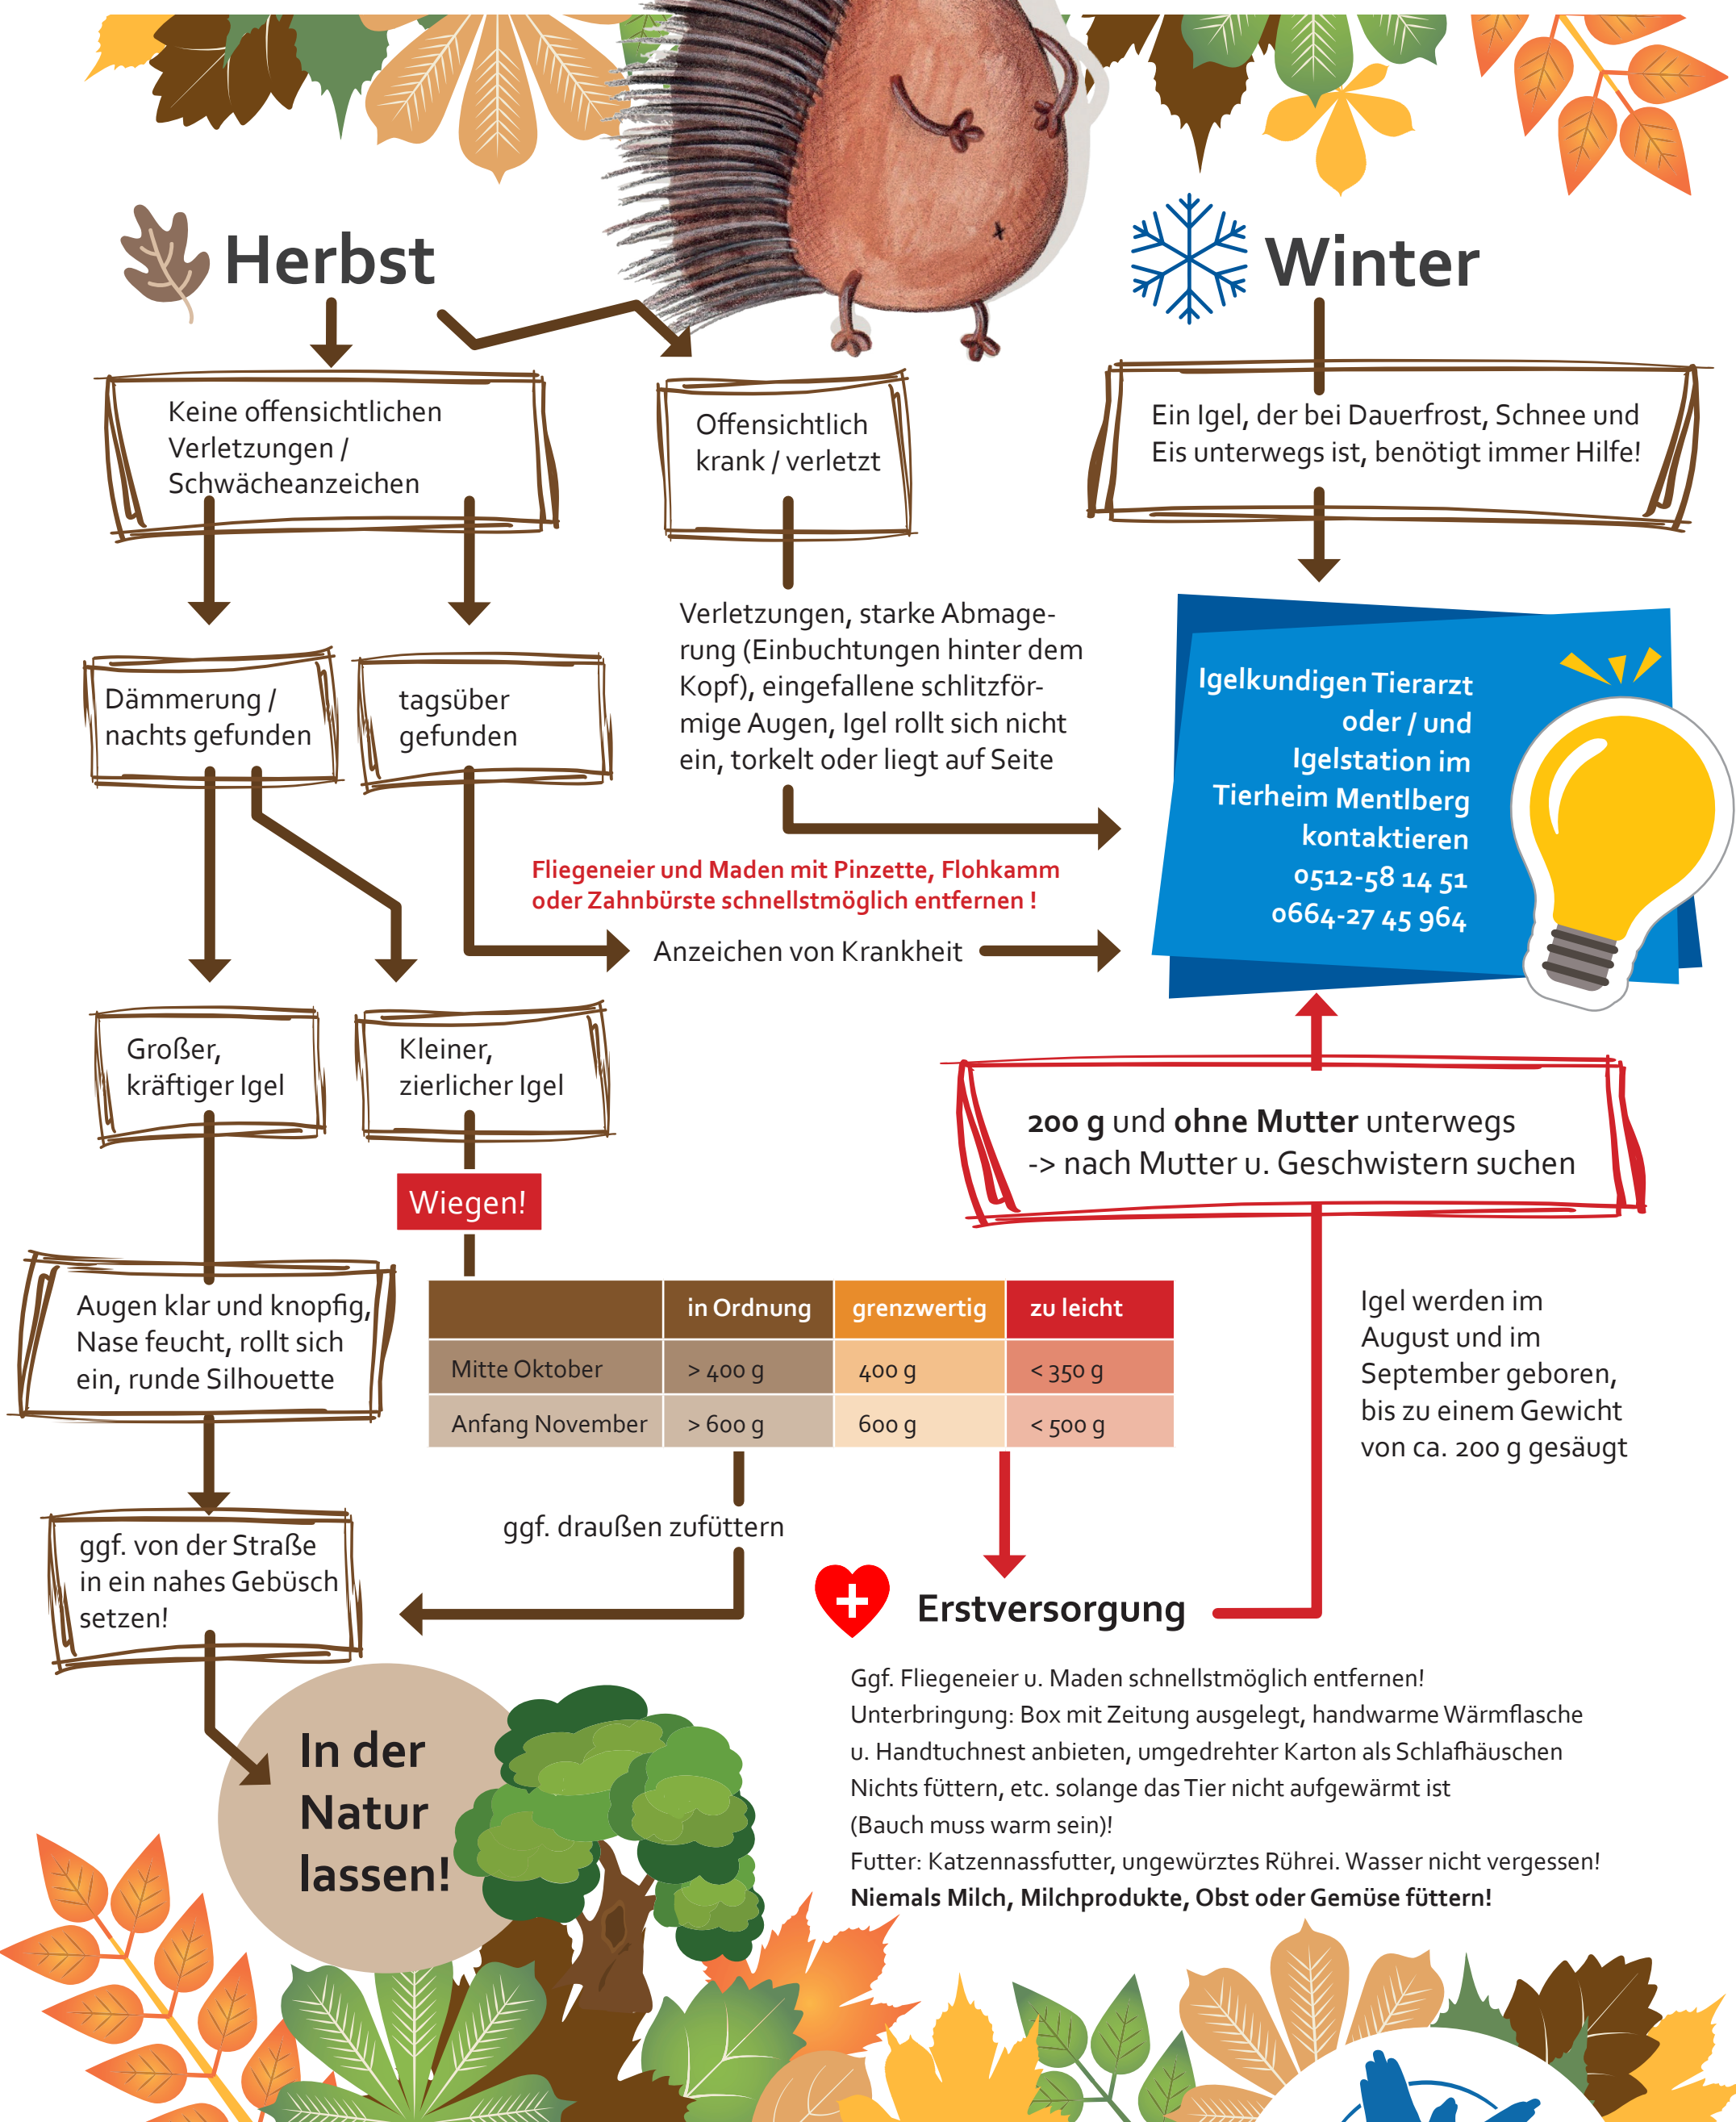 Herbst
Winter
Keine offensichtlichen
Verletzungen /
Schwächeanzeichen
Offensichtlich
krank / verletzt
Ein Igel, der bei Dauerfrost, Schnee und
Eis unterwegs ist, benötigt immer Hilfe!
Dämmerung /
nachts gefunden
tagsüber
gefunden
Verletzungen, starke Abmage-
rung (Einbuchtungen hinter dem
Kopf), eingefallene schlitzför-
mige Augen, Igel rollt sich nicht
ein, torkelt oder liegt auf Seite
Igelkundigen Tierarzt
oder / und
Igelstation im
Tierheim Mentlberg
kontaktieren
0512-58 14 51
0664-27 45 964
Fliegeneier und Maden mit Pinzette, Flohkamm
oder Zahnbürste schnellstmöglich entfernen !
Anzeichen von Krankheit
Großer,
kräftiger Igel
Kleiner,
zierlicher Igel
Wiegen!
200 g und ohne Mutter unterwegs
-> nach Mutter u. Geschwistern suchen
Augen klar und knopfig,
Nase feucht, rollt sich
ein, runde Silhouette
in Ordnung grenzwertig zu leicht
Mitte Oktober > 400 g 400 g < 350 g
Anfang November > 600 g 600 g < 500 g
Igel werden im
August und im
September geboren,
bis zu einem Gewicht
von ca. 200 g gesäugt
ggf. von der Straße
in ein nahes Gebüsch
setzen!
ggf. draußen zufüttern
Erstversorgung
Ggf. Fliegeneier u. Maden schnellstmöglich entfernen!
Unterbringung: Box mit Zeitung ausgelegt, handwarme Wärmflasche
u. Handtuchnest anbieten, umgedrehter Karton als Schlafhäuschen
Nichts füttern, etc. solange das Tier nicht aufgewärmt ist
(Bauch muss warm sein)!
Futter: Katzennassfutter, ungewürztes Rührei. Wasser nicht vergessen!
Niemals Milch, Milchprodukte, Obst oder Gemüse füttern!
In der
Natur
lassen!